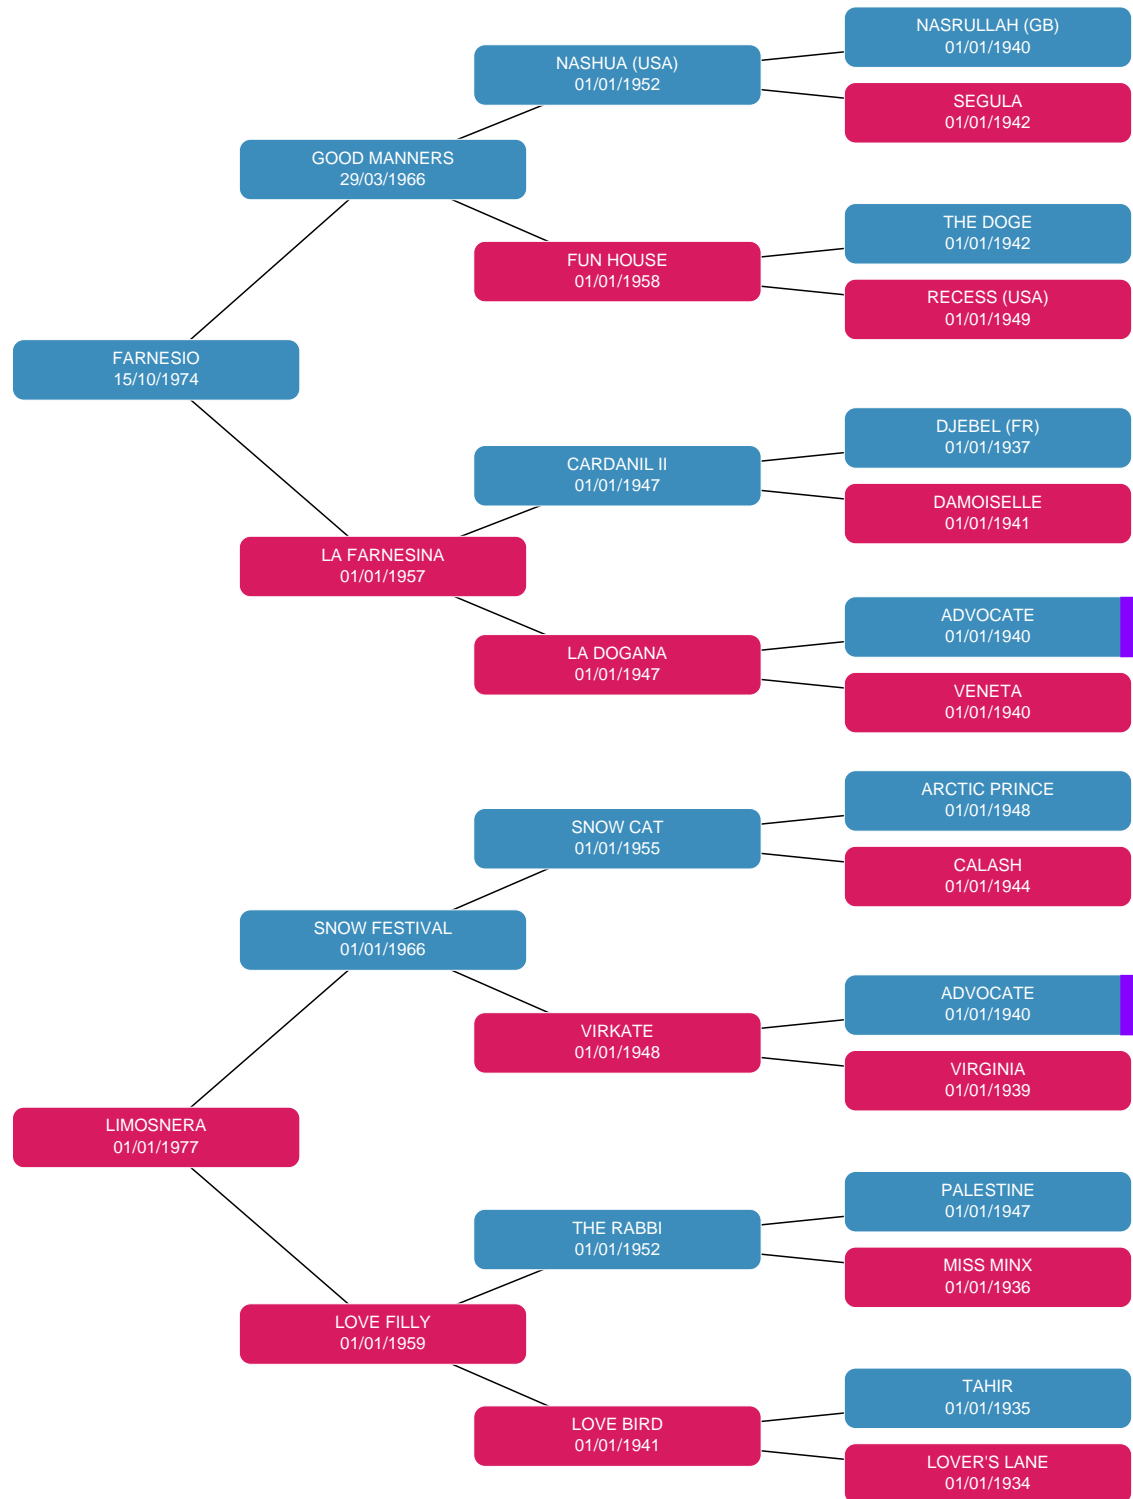 NASRULLAH (GB)
01/01/1940
NASHUA (USA)
01/01/1952
SEGULA
01/01/1942
GOOD MANNERS
29/03/1966
THE DOGE
01/01/1942
FUN HOUSE
01/01/1958
RECESS (USA)
01/01/1949
FARNESIO
15/10/1974
DJEBEL (FR)
01/01/1937
CARDANIL II
01/01/1947
DAMOISELLE
01/01/1941
LA FARNESINA
01/01/1957
ADVOCATE
01/01/1940
LA DOGANA
01/01/1947
VENETA
01/01/1940
ARCTIC PRINCE
01/01/1948
SNOW CAT
01/01/1955
CALASH
01/01/1944
SNOW FESTIVAL
01/01/1966
ADVOCATE
01/01/1940
VIRKATE
01/01/1948
VIRGINIA
01/01/1939
LIMOSNERA
01/01/1977
PALESTINE
01/01/1947
THE RABBI
01/01/1952
MISS MINX
01/01/1936
LOVE FILLY
01/01/1959
TAHIR
01/01/1935
LOVE BIRD
01/01/1941
LOVER'S LANE
01/01/1934